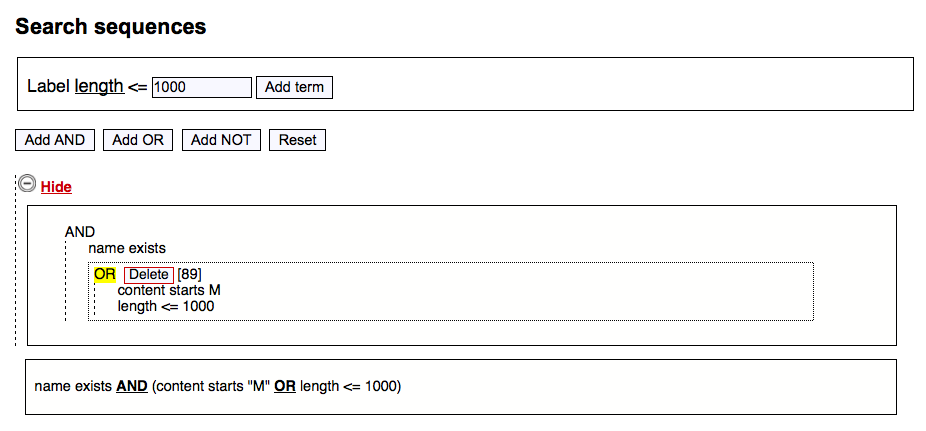 Search sequences
Label length <= 1000 Add term
Add AND Add OR Add NOT Reset
Hide
AND
name exists
OR Delete [89]
content starts M
length <= 1000
name exists AND (content starts "M" OR length <= 1000)